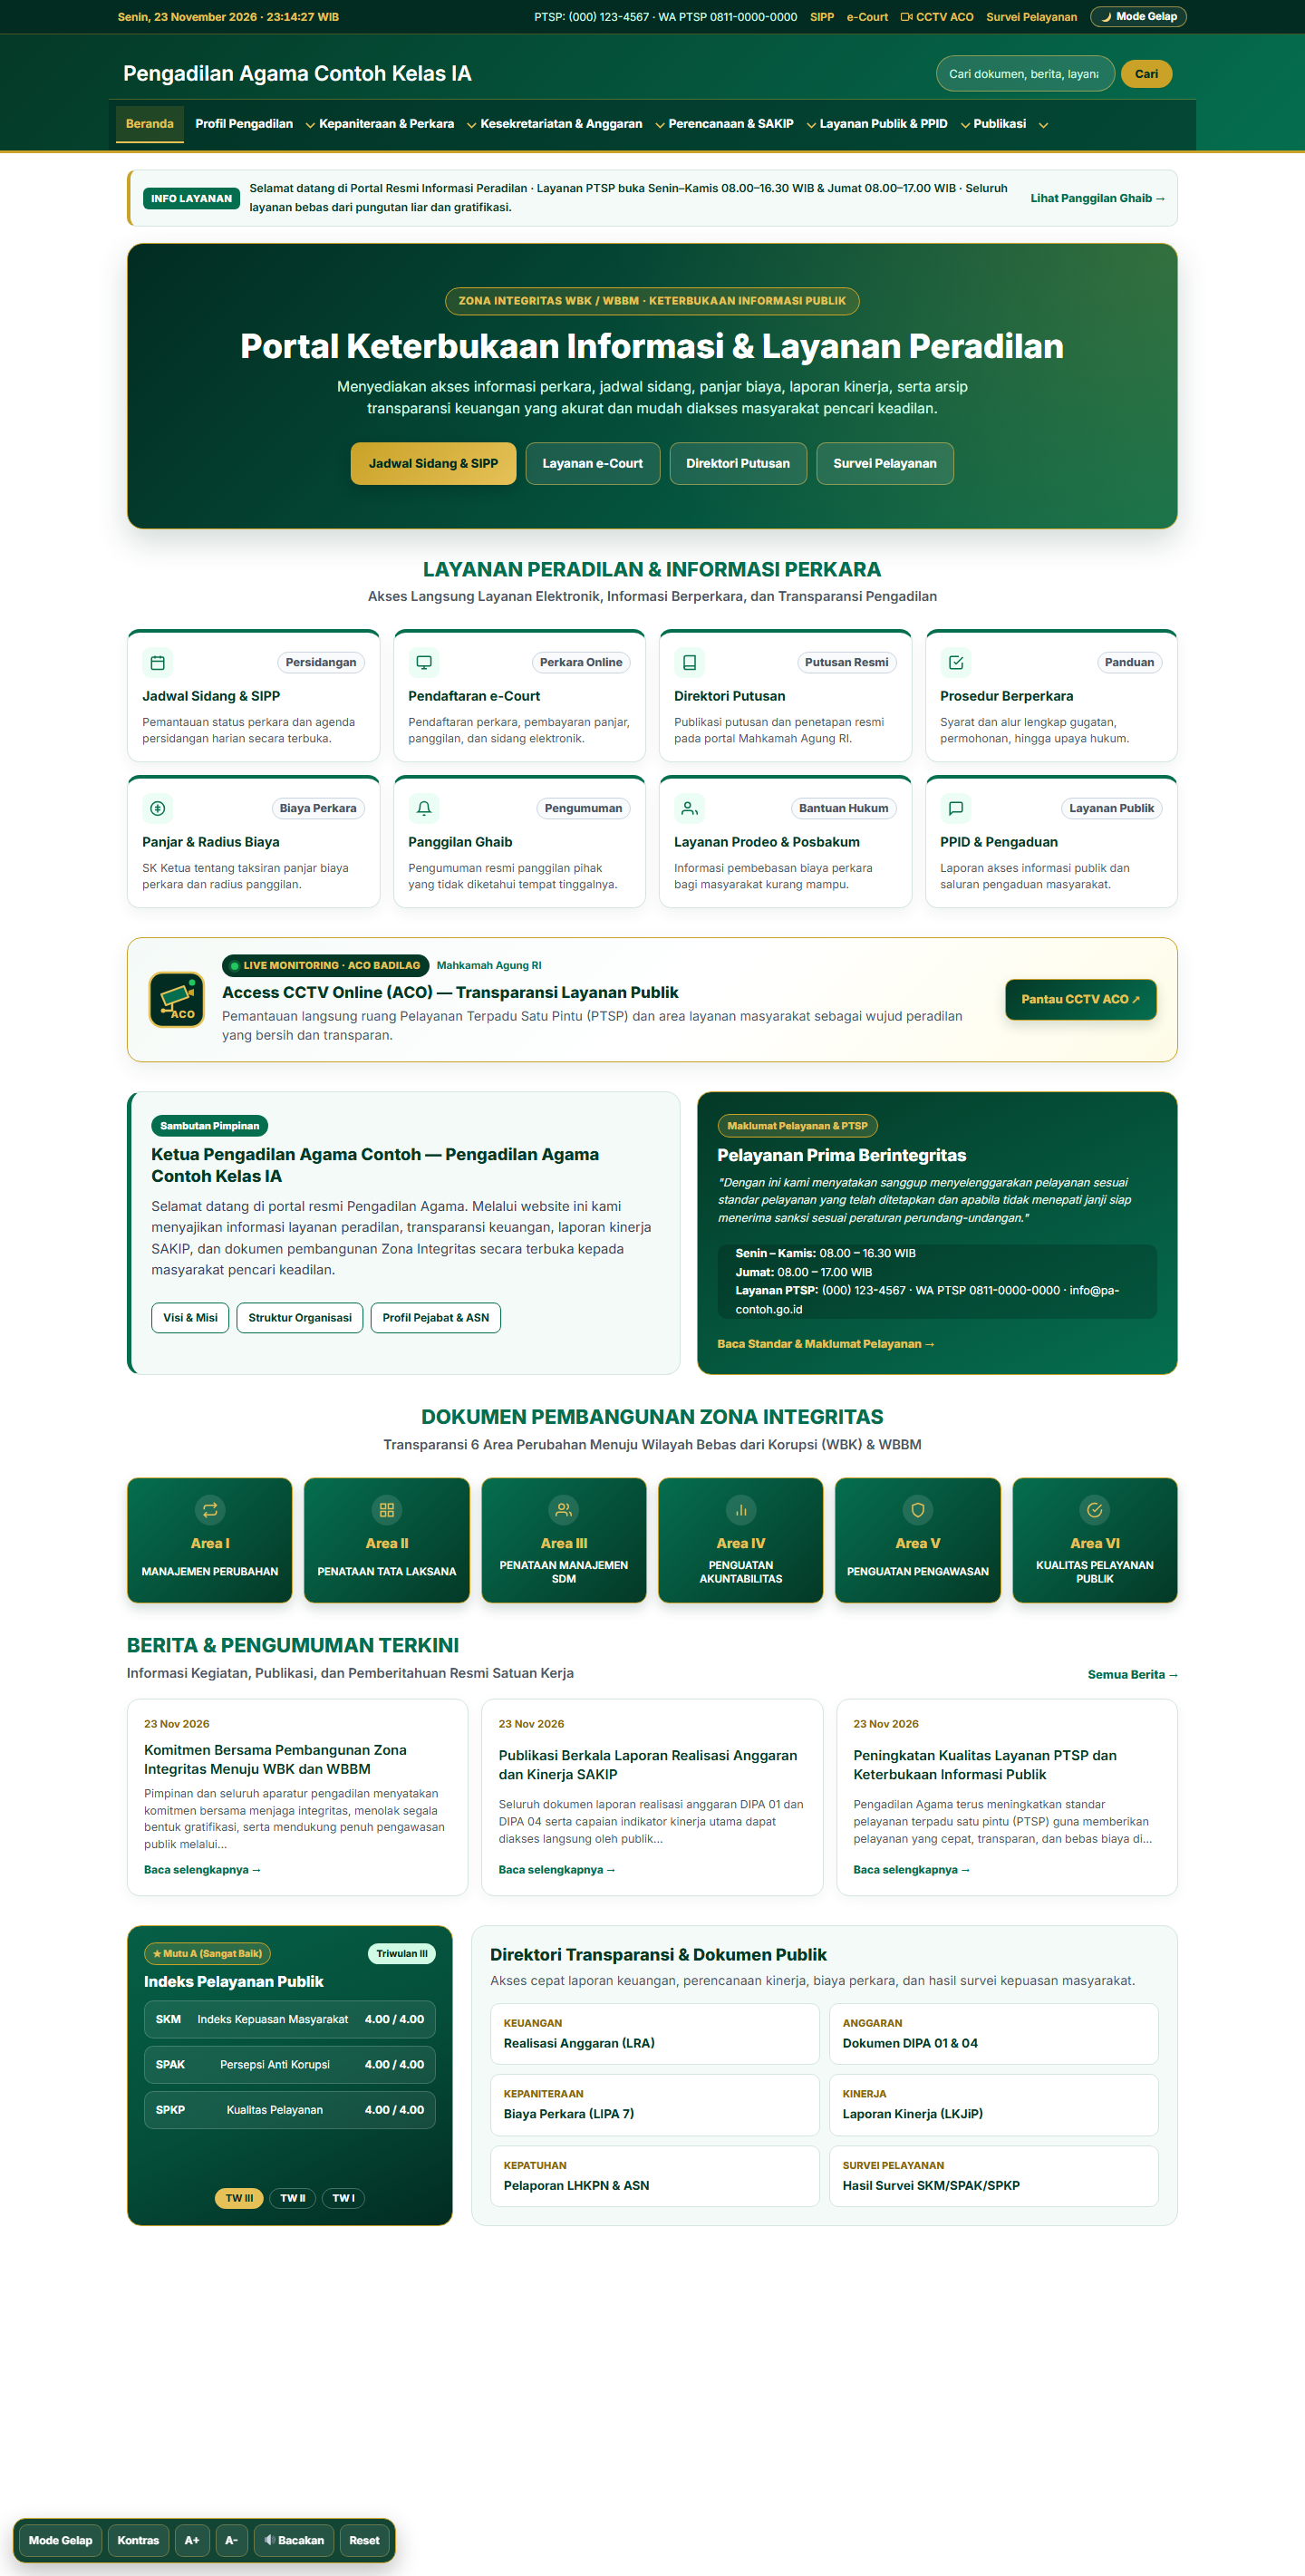 Senin, 23 November 2026 · 23:14:27 WIB
PTSP: (000) 123-4567 · WA PTSP 0811-0000-0000 SIPP e-Court CCTV ACO Survei Pelayanan 🌙 Mode Gelap
Pengadilan Agama Contoh Kelas IA
Cari dokumen, berita, layana
Cari
Beranda Profil Pengadilan Kepaniteraan & Perkara Kesekretariatan & Anggaran Perencanaan & SAKIP Layanan Publik & PPID Publikasi
INFO LAYANAN
Selamat datang di Portal Resmi Informasi Peradilan · Layanan PTSP buka Senin–Kamis 08.00–16.30 WIB & Jumat 08.00–17.00 WIB · Seluruh
layanan bebas dari pungutan liar dan gratifikasi.
Lihat Panggilan Ghaib →
ZONA INTEGRITAS WBK / WBBM · KETERBUKAAN INFORMASI PUBLIK
Portal Keterbukaan Informasi & Layanan Peradilan
Menyediakan akses informasi perkara, jadwal sidang, panjar biaya, laporan kinerja, serta arsip
transparansi keuangan yang akurat dan mudah diakses masyarakat pencari keadilan.
Jadwal Sidang & SIPP Layanan e-Court Direktori Putusan Survei Pelayanan
LAYANAN PERADILAN & INFORMASI PERKARA
Akses Langsung Layanan Elektronik, Informasi Berperkara, dan Transparansi Pengadilan
Persidangan
Jadwal Sidang & SIPP
Pemantauan status perkara dan agenda
persidangan harian secara terbuka.
Perkara Online
Pendaftaran e-Court
Pendaftaran perkara, pembayaran panjar,
panggilan, dan sidang elektronik.
Putusan Resmi
Direktori Putusan
Publikasi putusan dan penetapan resmi
pada portal Mahkamah Agung RI.
Panduan
Prosedur Berperkara
Syarat dan alur lengkap gugatan,
permohonan, hingga upaya hukum.
Biaya Perkara
Panjar & Radius Biaya
SK Ketua tentang taksiran panjar biaya
perkara dan radius panggilan.
Pengumuman
Panggilan Ghaib
Pengumuman resmi panggilan pihak
yang tidak diketahui tempat tinggalnya.
Bantuan Hukum
Layanan Prodeo & Posbakum
Informasi pembebasan biaya perkara
bagi masyarakat kurang mampu.
Layanan Publik
PPID & Pengaduan
Laporan akses informasi publik dan
saluran pengaduan masyarakat.
ACO
LIVE MONITORING · ACO BADILAG Mahkamah Agung RI
Access CCTV Online (ACO) — Transparansi Layanan Publik
Pemantauan langsung ruang Pelayanan Terpadu Satu Pintu (PTSP) dan area layanan masyarakat sebagai wujud peradilan
yang bersih dan transparan.
Pantau CCTV ACO ↗
Sambutan Pimpinan
Ketua Pengadilan Agama Contoh — Pengadilan Agama
Contoh Kelas IA
Selamat datang di portal resmi Pengadilan Agama. Melalui website ini kami
menyajikan informasi layanan peradilan, transparansi keuangan, laporan kinerja
SAKIP, dan dokumen pembangunan Zona Integritas secara terbuka kepada
masyarakat pencari keadilan.
Visi & Misi Struktur Organisasi Profil Pejabat & ASN
Maklumat Pelayanan & PTSP
Pelayanan Prima Berintegritas
"Dengan ini kami menyatakan sanggup menyelenggarakan pelayanan sesuai
standar pelayanan yang telah ditetapkan dan apabila tidak menepati janji siap
menerima sanksi sesuai peraturan perundang-undangan."
Senin – Kamis: 08.00 – 16.30 WIB
Jumat: 08.00 – 17.00 WIB
Layanan PTSP: (000) 123-4567 · WA PTSP 0811-0000-0000 · info@pa-
contoh.go.id
Baca Standar & Maklumat Pelayanan →
DOKUMEN PEMBANGUNAN ZONA INTEGRITAS
Transparansi 6 Area Perubahan Menuju Wilayah Bebas dari Korupsi (WBK) & WBBM
Area I
MANAJEMEN PERUBAHAN
Area II
PENATAAN TATA LAKSANA
Area III
PENATAAN MANAJEMEN
SDM
Area IV
PENGUATAN
AKUNTABILITAS
Area V
PENGUATAN PENGAWASAN
Area VI
KUALITAS PELAYANAN
PUBLIK
BERITA & PENGUMUMAN TERKINI
Informasi Kegiatan, Publikasi, dan Pemberitahuan Resmi Satuan Kerja
Semua Berita →
23 Nov 2026
Komitmen Bersama Pembangunan Zona
Integritas Menuju WBK dan WBBM
Pimpinan dan seluruh aparatur pengadilan menyatakan
komitmen bersama menjaga integritas, menolak segala
bentuk gratifikasi, serta mendukung penuh pengawasan
publik melalui...
Baca selengkapnya →
23 Nov 2026
Publikasi Berkala Laporan Realisasi Anggaran
dan Kinerja SAKIP
Seluruh dokumen laporan realisasi anggaran DIPA 01 dan
DIPA 04 serta capaian indikator kinerja utama dapat
diakses langsung oleh publik...
Baca selengkapnya →
23 Nov 2026
Peningkatan Kualitas Layanan PTSP dan
Keterbukaan Informasi Publik
Pengadilan Agama terus meningkatkan standar
pelayanan terpadu satu pintu (PTSP) guna memberikan
pelayanan yang cepat, transparan, dan bebas biaya di...
Baca selengkapnya →
★ Mutu A (Sangat Baik) Triwulan III
Indeks Pelayanan Publik
SKM Indeks Kepuasan Masyarakat 4.00 / 4.00
SPAK Persepsi Anti Korupsi 4.00 / 4.00
SPKP Kualitas Pelayanan 4.00 / 4.00
TW III TW II TW I
Direktori Transparansi & Dokumen Publik
Akses cepat laporan keuangan, perencanaan kinerja, biaya perkara, dan hasil survei kepuasan masyarakat.
KEUANGAN
Realisasi Anggaran (LRA)
ANGGARAN
Dokumen DIPA 01 & 04
KEPANITERAAN
Biaya Perkara (LIPA 7)
KINERJA
Laporan Kinerja (LKJiP)
KEPATUHAN
Pelaporan LHKPN & ASN
SURVEI PELAYANAN
Hasil Survei SKM/SPAK/SPKP
Mode Gelap Kontras A+ A- 🔊 Bacakan Reset